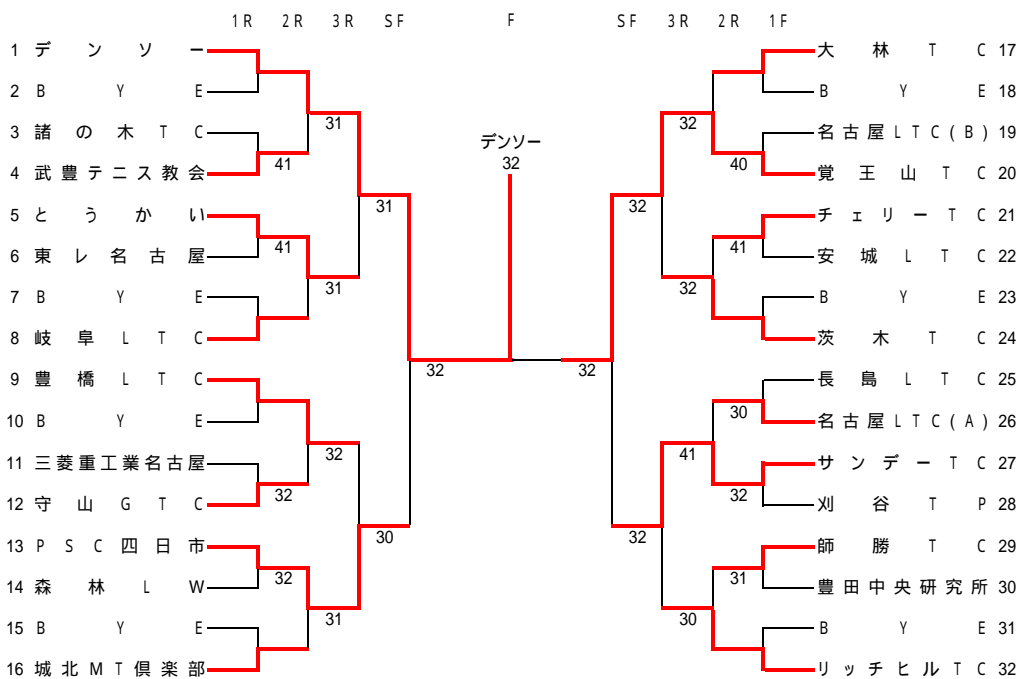 1R 2R 3R SF F SF 3R 2R 1F
1 デンソー 大林TC 17
2 BYE BYE 18
31 32
3 諸の木TC 名古屋LTC(B) 19
デンソー
41 32 40
4 武豊テニス教会 覚王山TC 20
31 32
5 とうかい チェリーTC 21
41 41
6 東レ名古屋 安城LTC 22
31 32
7 BYE BYE 23
8 岐阜LTC 茨木TC 24
32 32
9 豊橋LTC 長島LTC 25
30
10 BYE 名古屋LTC(A) 26
32 41
11 三菱重工業名古屋 サンデーTC 27
32 32
12 守山GTC 刈谷TP 28
30 32
13 PSC四日市 師勝TC 29
32 31
14 森林LW 豊田中央研究所 30
31 30
15 BYE BYE 31
16 城北MT倶楽部 リッチヒルTC 32